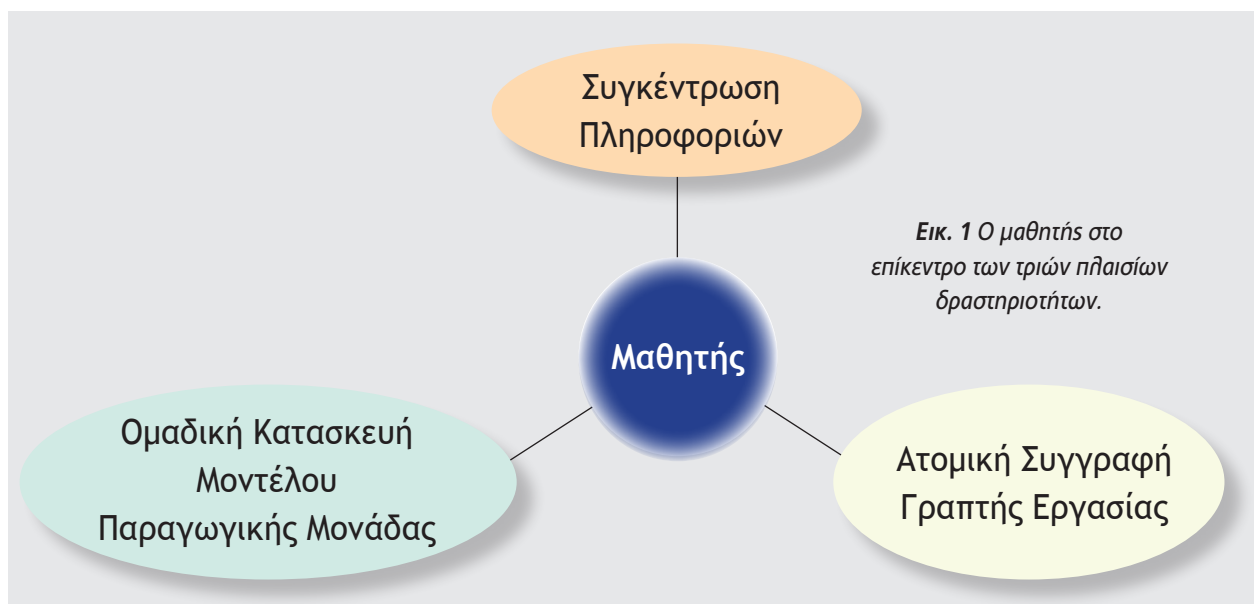 Συγκέντρωση
Πληροφοριών
Εικ. 1 Ο μαθητής στο
επίκεντρο των τριών πλαισίων
δραστηριοτήτων.
Μαθητής
Ομαδική Κατασκευή
Μοντέλου
Παραγωγικής Μονάδας
Ατομική Συγγραφή
Γραπτής Εργασίας